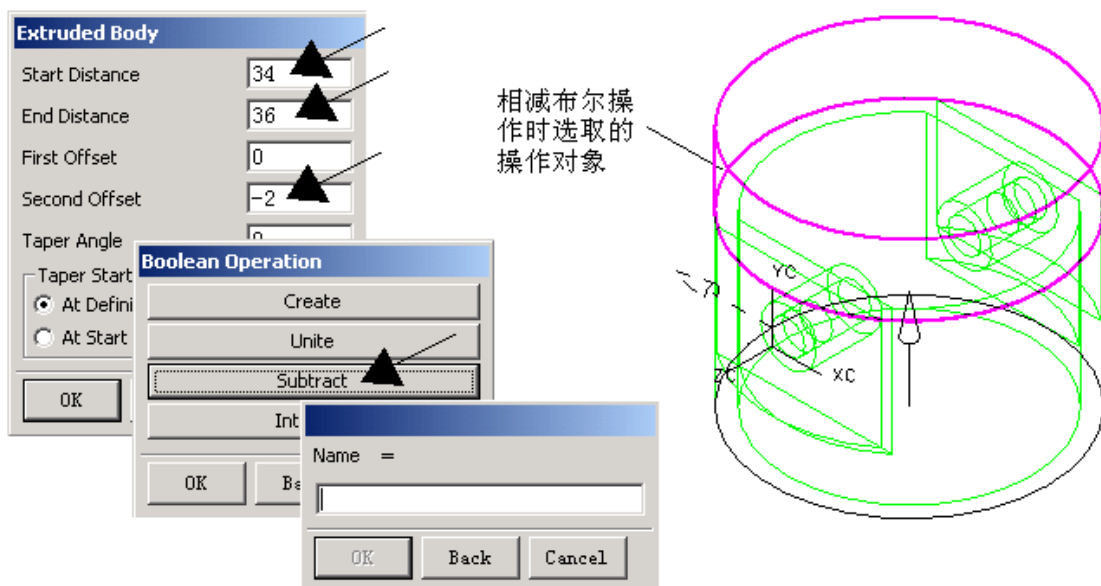 Extruded Body
Start Distance 34
End Distance 36
First Offset 0
Second Offset -2
Taper Angle
Taper Start
At Defini
At Start
OK
Boolean Operation
Create
Unite
Subtract
Int
OK
Ba
Name =
OK Back Cancel
相减布尔操
作时选取的
操作对象
YC
XC
ZC